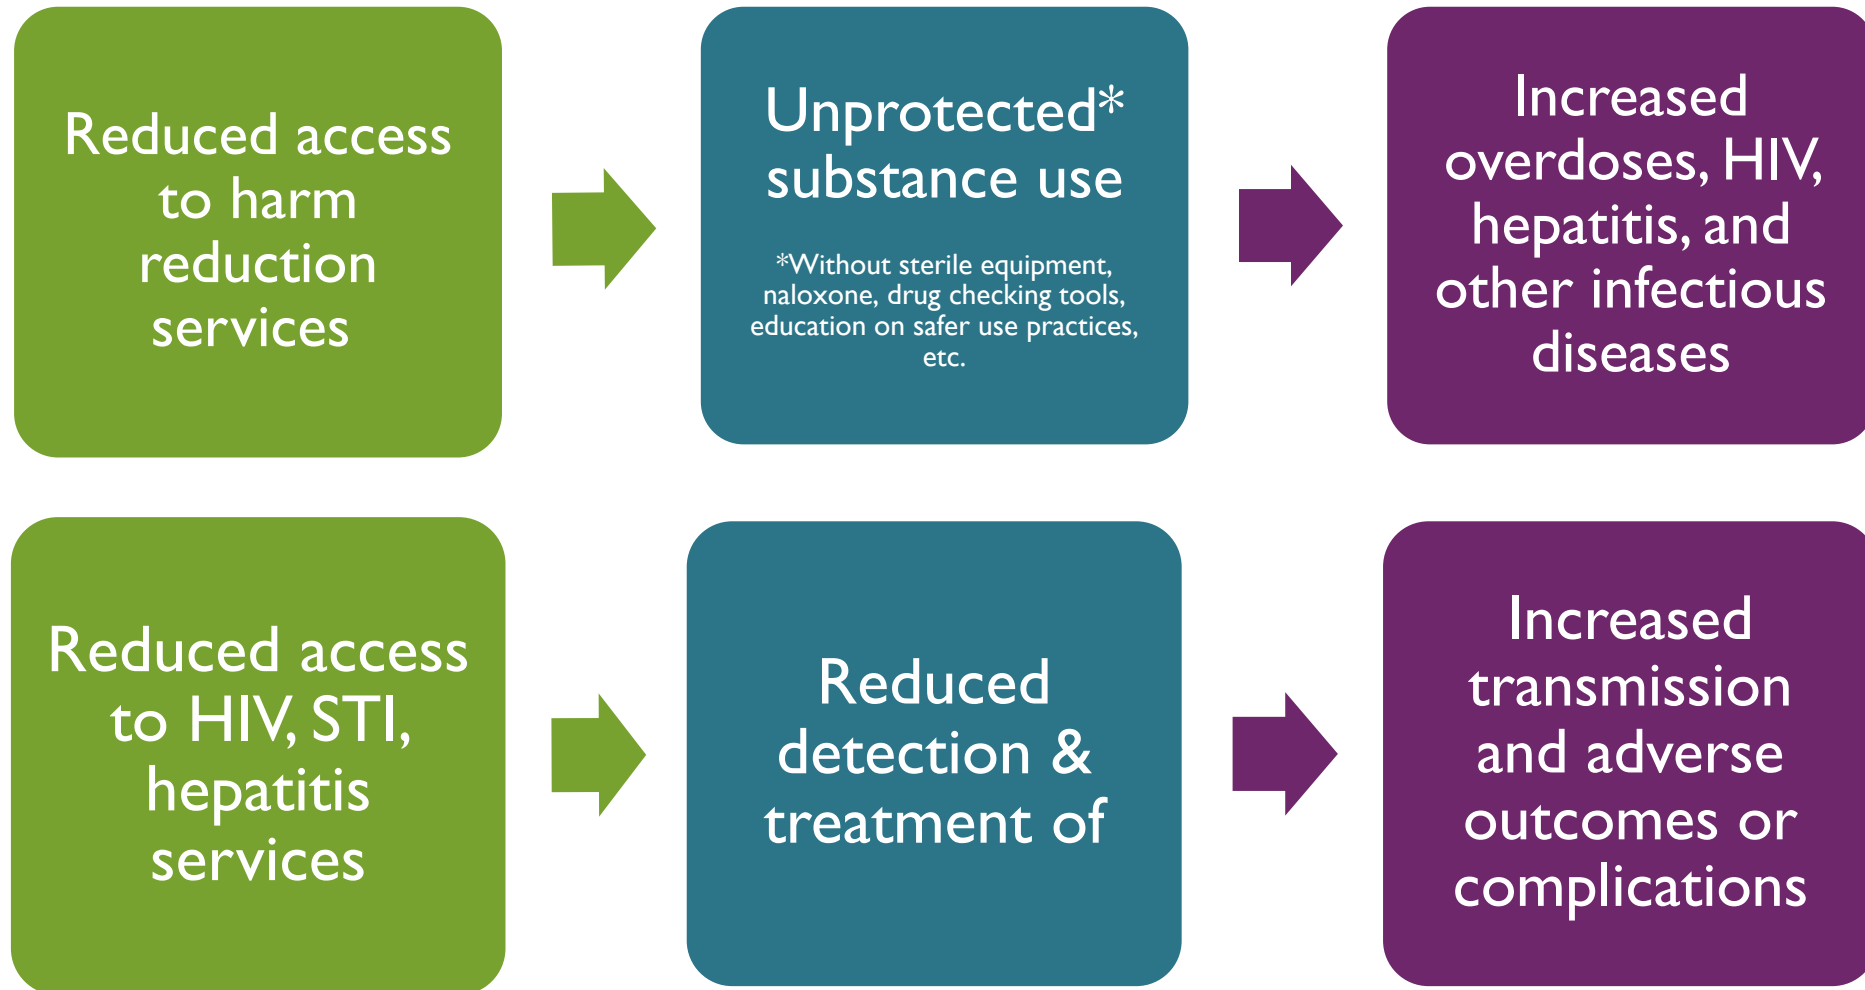 Reduced access
to harm
reduction
services
Unprotected*
substance use
*Without sterile equipment,
naloxone, drug checking tools,
education on safer use practices,
etc.
Increased
overdoses, HIV,
hepatitis, and
other infectious
diseases
Reduced access
to HIV, STI,
hepatitis
services
Reduced
detection &
treatment of
Increased
transmission
and adverse
outcomes or
complications